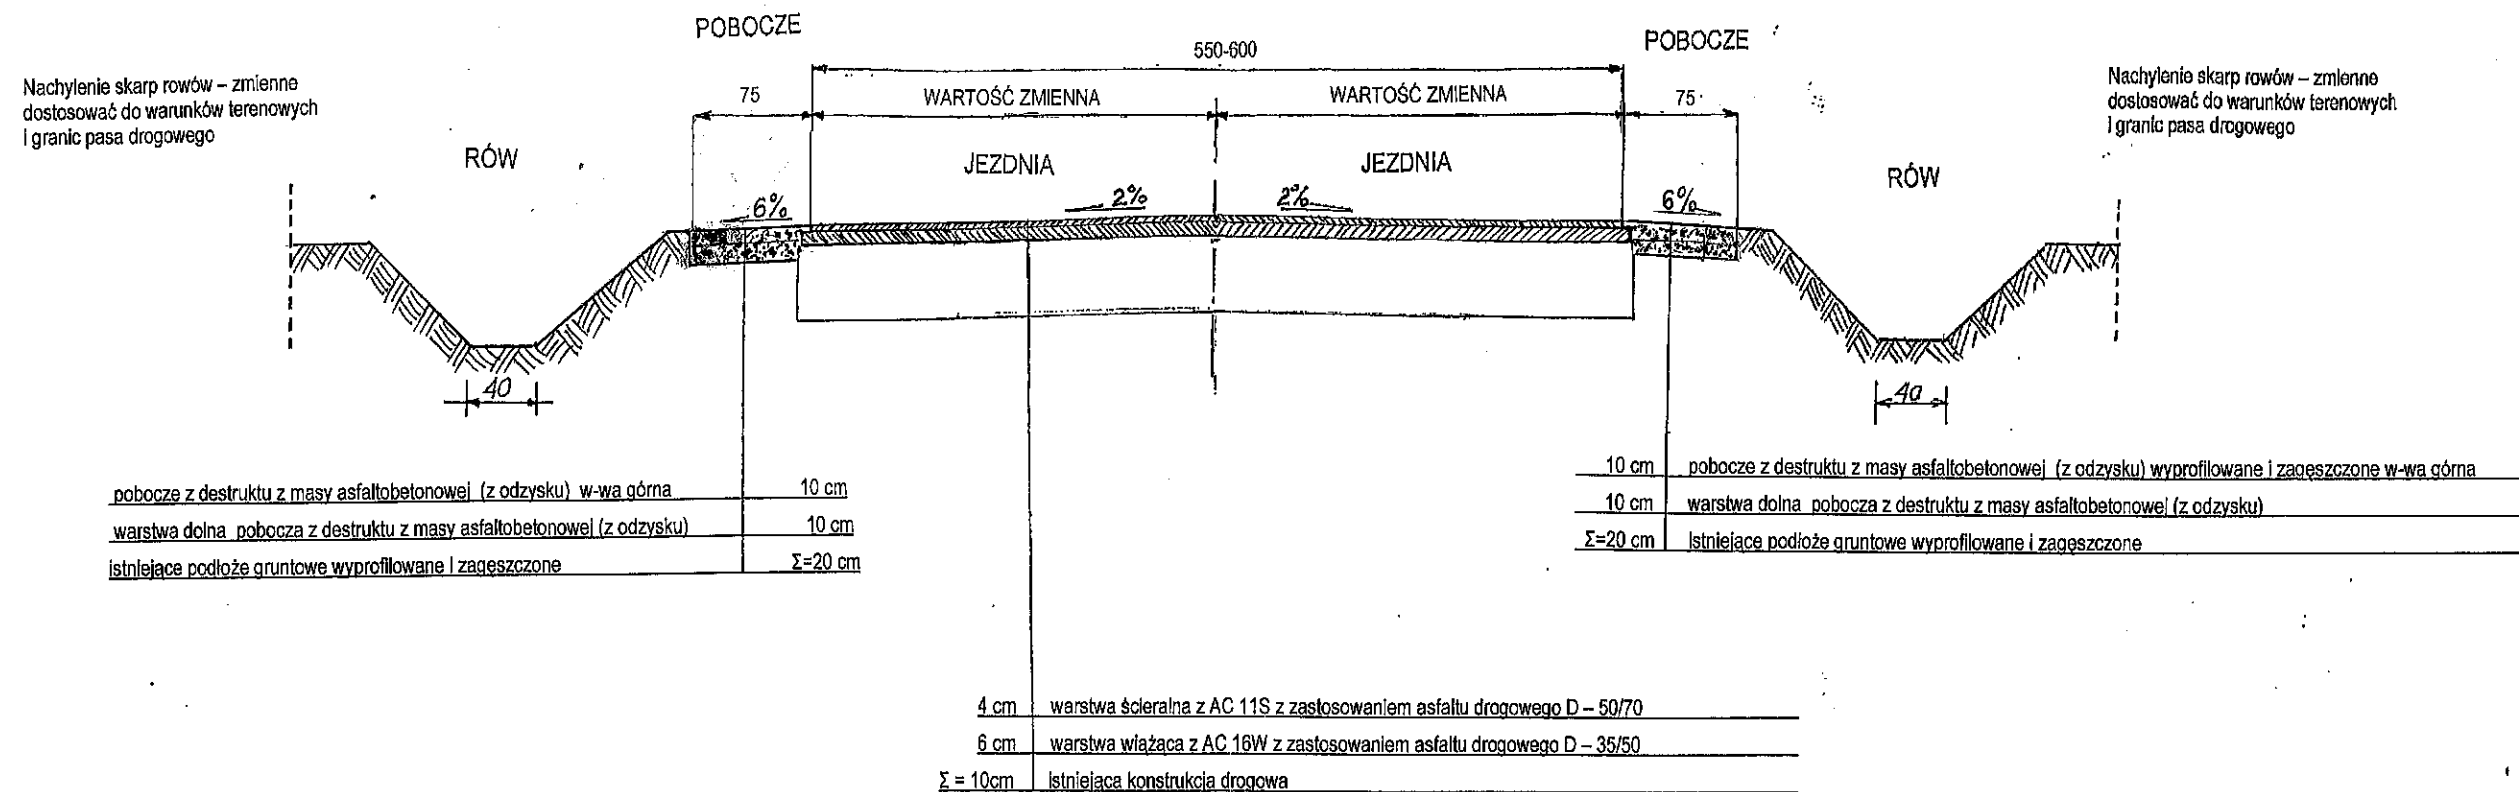 POBOCZE
550-600
POBOCZE
Nachylenie skarp rowów – zmienne
dostosować do warunków terenowych
i granic pasa drogowego
75
WARTOŚĆ ZMIENNA
WARTOŚĆ ZMIENNA
75
Nachylenie skarp rowów – zmienne
dostosować do warunków terenowych
i granic pasa drogowego
RÓW
JEZDNIA
JEZDNIA
RÓW
6%
2%
2%
6%
40
40
pobocze z destruktu z masy asfaltobetonowej (z odzysku) w-wa górna 10 cm
warstwa dolna pobocza z destruktu z masy asfaltobetonowej (z odzysku) 10 cm
istniejące podłoże gruntowe wyprofilowane i zagęszczone Σ=20 cm
10 cm pobocze z destruktu z masy asfaltobetonowej (z odzysku) wyprofilowane i zagęszczone w-wa górna
10 cm warstwa dolna pobocza z destruktu z masy asfaltobetonowej (z odzysku)
Σ=20 cm Istniejące podłoże gruntowe wyprofilowane i zagęszczone
4 cm warstwa ścieralna z AC 11S z zastosowaniem asfaltu drogowego D – 50/70
6 cm warstwa wiążąca z AC 16W z zastosowaniem asfaltu drogowego D – 35/50
Σ = 10cm Istniejąca konstrukcja drogowa